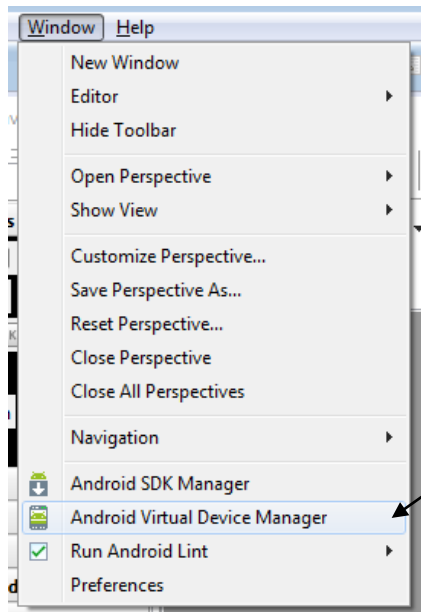 Window Help
New Window
Editor
Hide Toolbar
Open Perspective
Show View
Customize Perspective...
Save Perspective As...
Reset Perspective...
Close Perspective
Close All Perspectives
Navigation
Android SDK Manager
Android Virtual Device Manager
Run Android Lint
Preferences